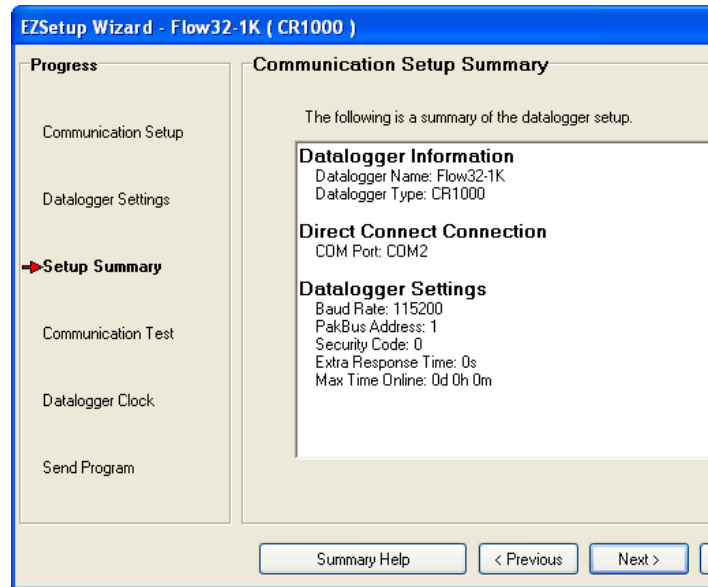 EZSetup Wizard - Flow32-1K ( CR1000 )
Progress
Communication Setup
Datalogger Settings
Setup Summary
Communication Test
Datalogger Clock
Send Program
Communication Setup Summary
The following is a summary of the datalogger setup.
Datalogger Information
Datalogger Name: Flow32-1K
Datalogger Type: CR1000
Direct Connect Connection
COM Port: COM2
Datalogger Settings
Baud Rate: 115200
PakBus Address: 1
Security Code: 0
Extra Response Time: 0s
Max Time Online: 0d 0h 0m
Summary Help
< Previous
Next >